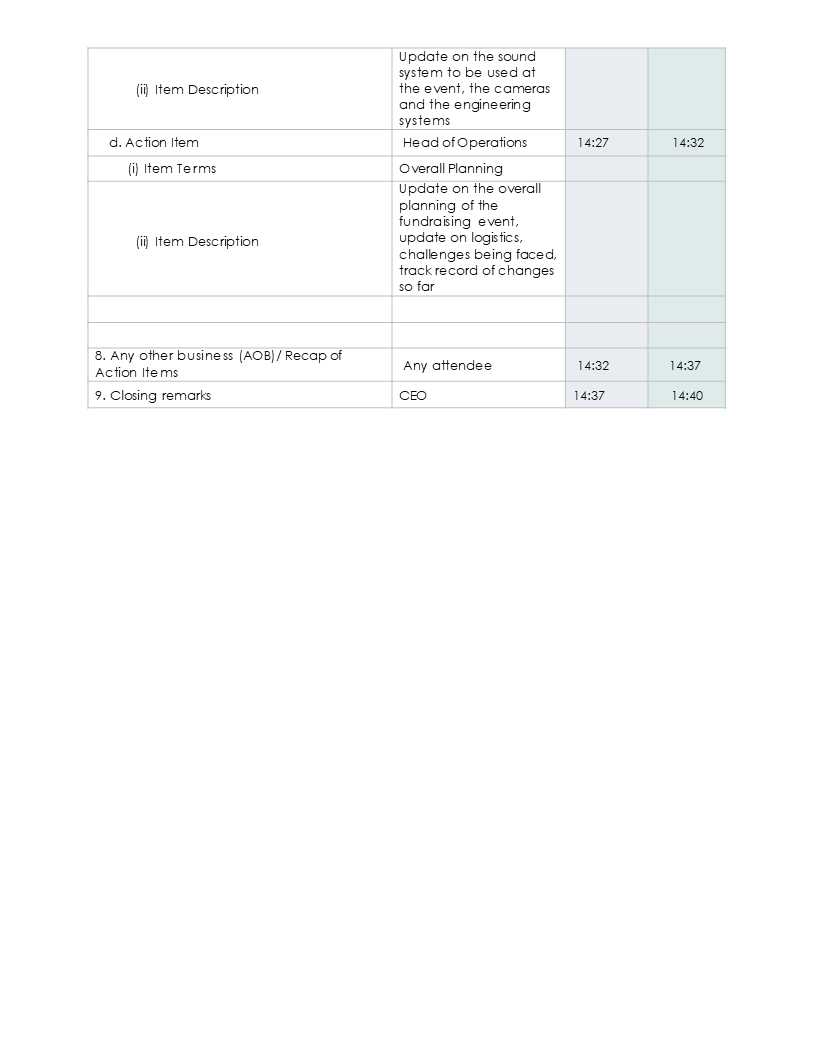 (ii) Item Description
Update on the sound
system to be used at
the event, the cameras
and the engineering
systems
d. Action Item
Head of Operations
14:27
14:32
(i) Item Terms
Overall Planning
(ii) Item Description
Update on the overall
planning of the
fundraising event,
update on logistics,
challenges being faced,
track record of changes
so far
8. Any other business (AOB)/ Recap of
Action Items
Any attendee
14:32
14:37
9. Closing remarks
CEO
14:37
14:40